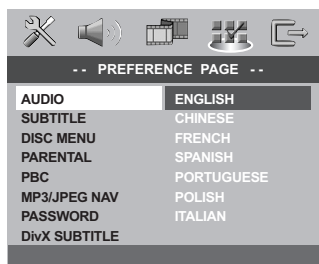 -- PREFERENCE PAGE --
AUDIO
SUBTITLE
DISC MENU
PARENTAL
PBC
MP3/JPEG NAV
PASSWORD
DivX SUBTITLE
ENGLISH
CHINESE
FRENCH
SPANISH
PORTUGUESE
POLISH
ITALIAN